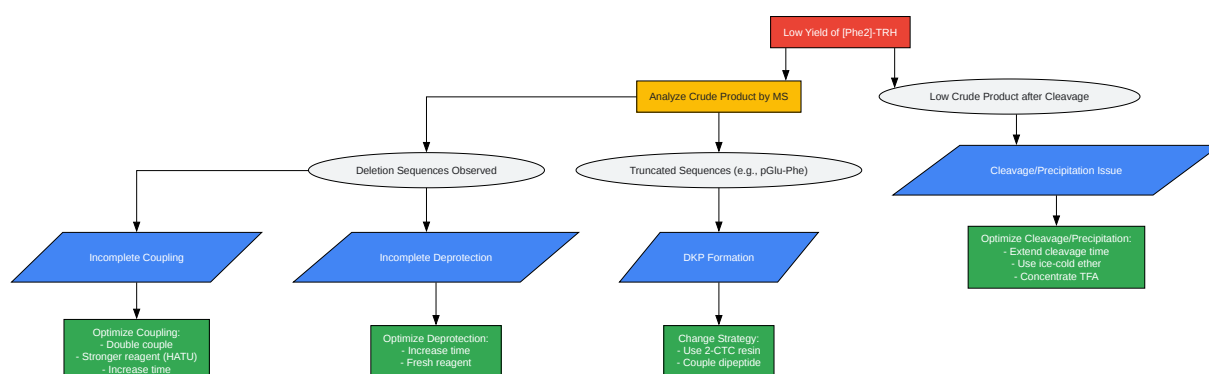 Low Yield of [Phe2]-TRH
Analyze Crude Product by MS
Low Crude Product after Cleavage
Deletion Sequences Observed
Truncated Sequences (e.g., pGlu-Phe)
Cleavage/Precipitation Issue
Incomplete Coupling
Incomplete Deprotection
DKP Formation
Optimize Cleavage/Precipitation:
- Extend cleavage time
- Use ice-cold ether
- Concentrate TFA
Optimize Coupling:
- Double couple
- Stronger reagent (HATU)
- Increase time
Optimize Deprotection:
- Increase time
- Fresh reagent
Change Strategy:
- Use 2-CTC resin
- Couple dipeptide